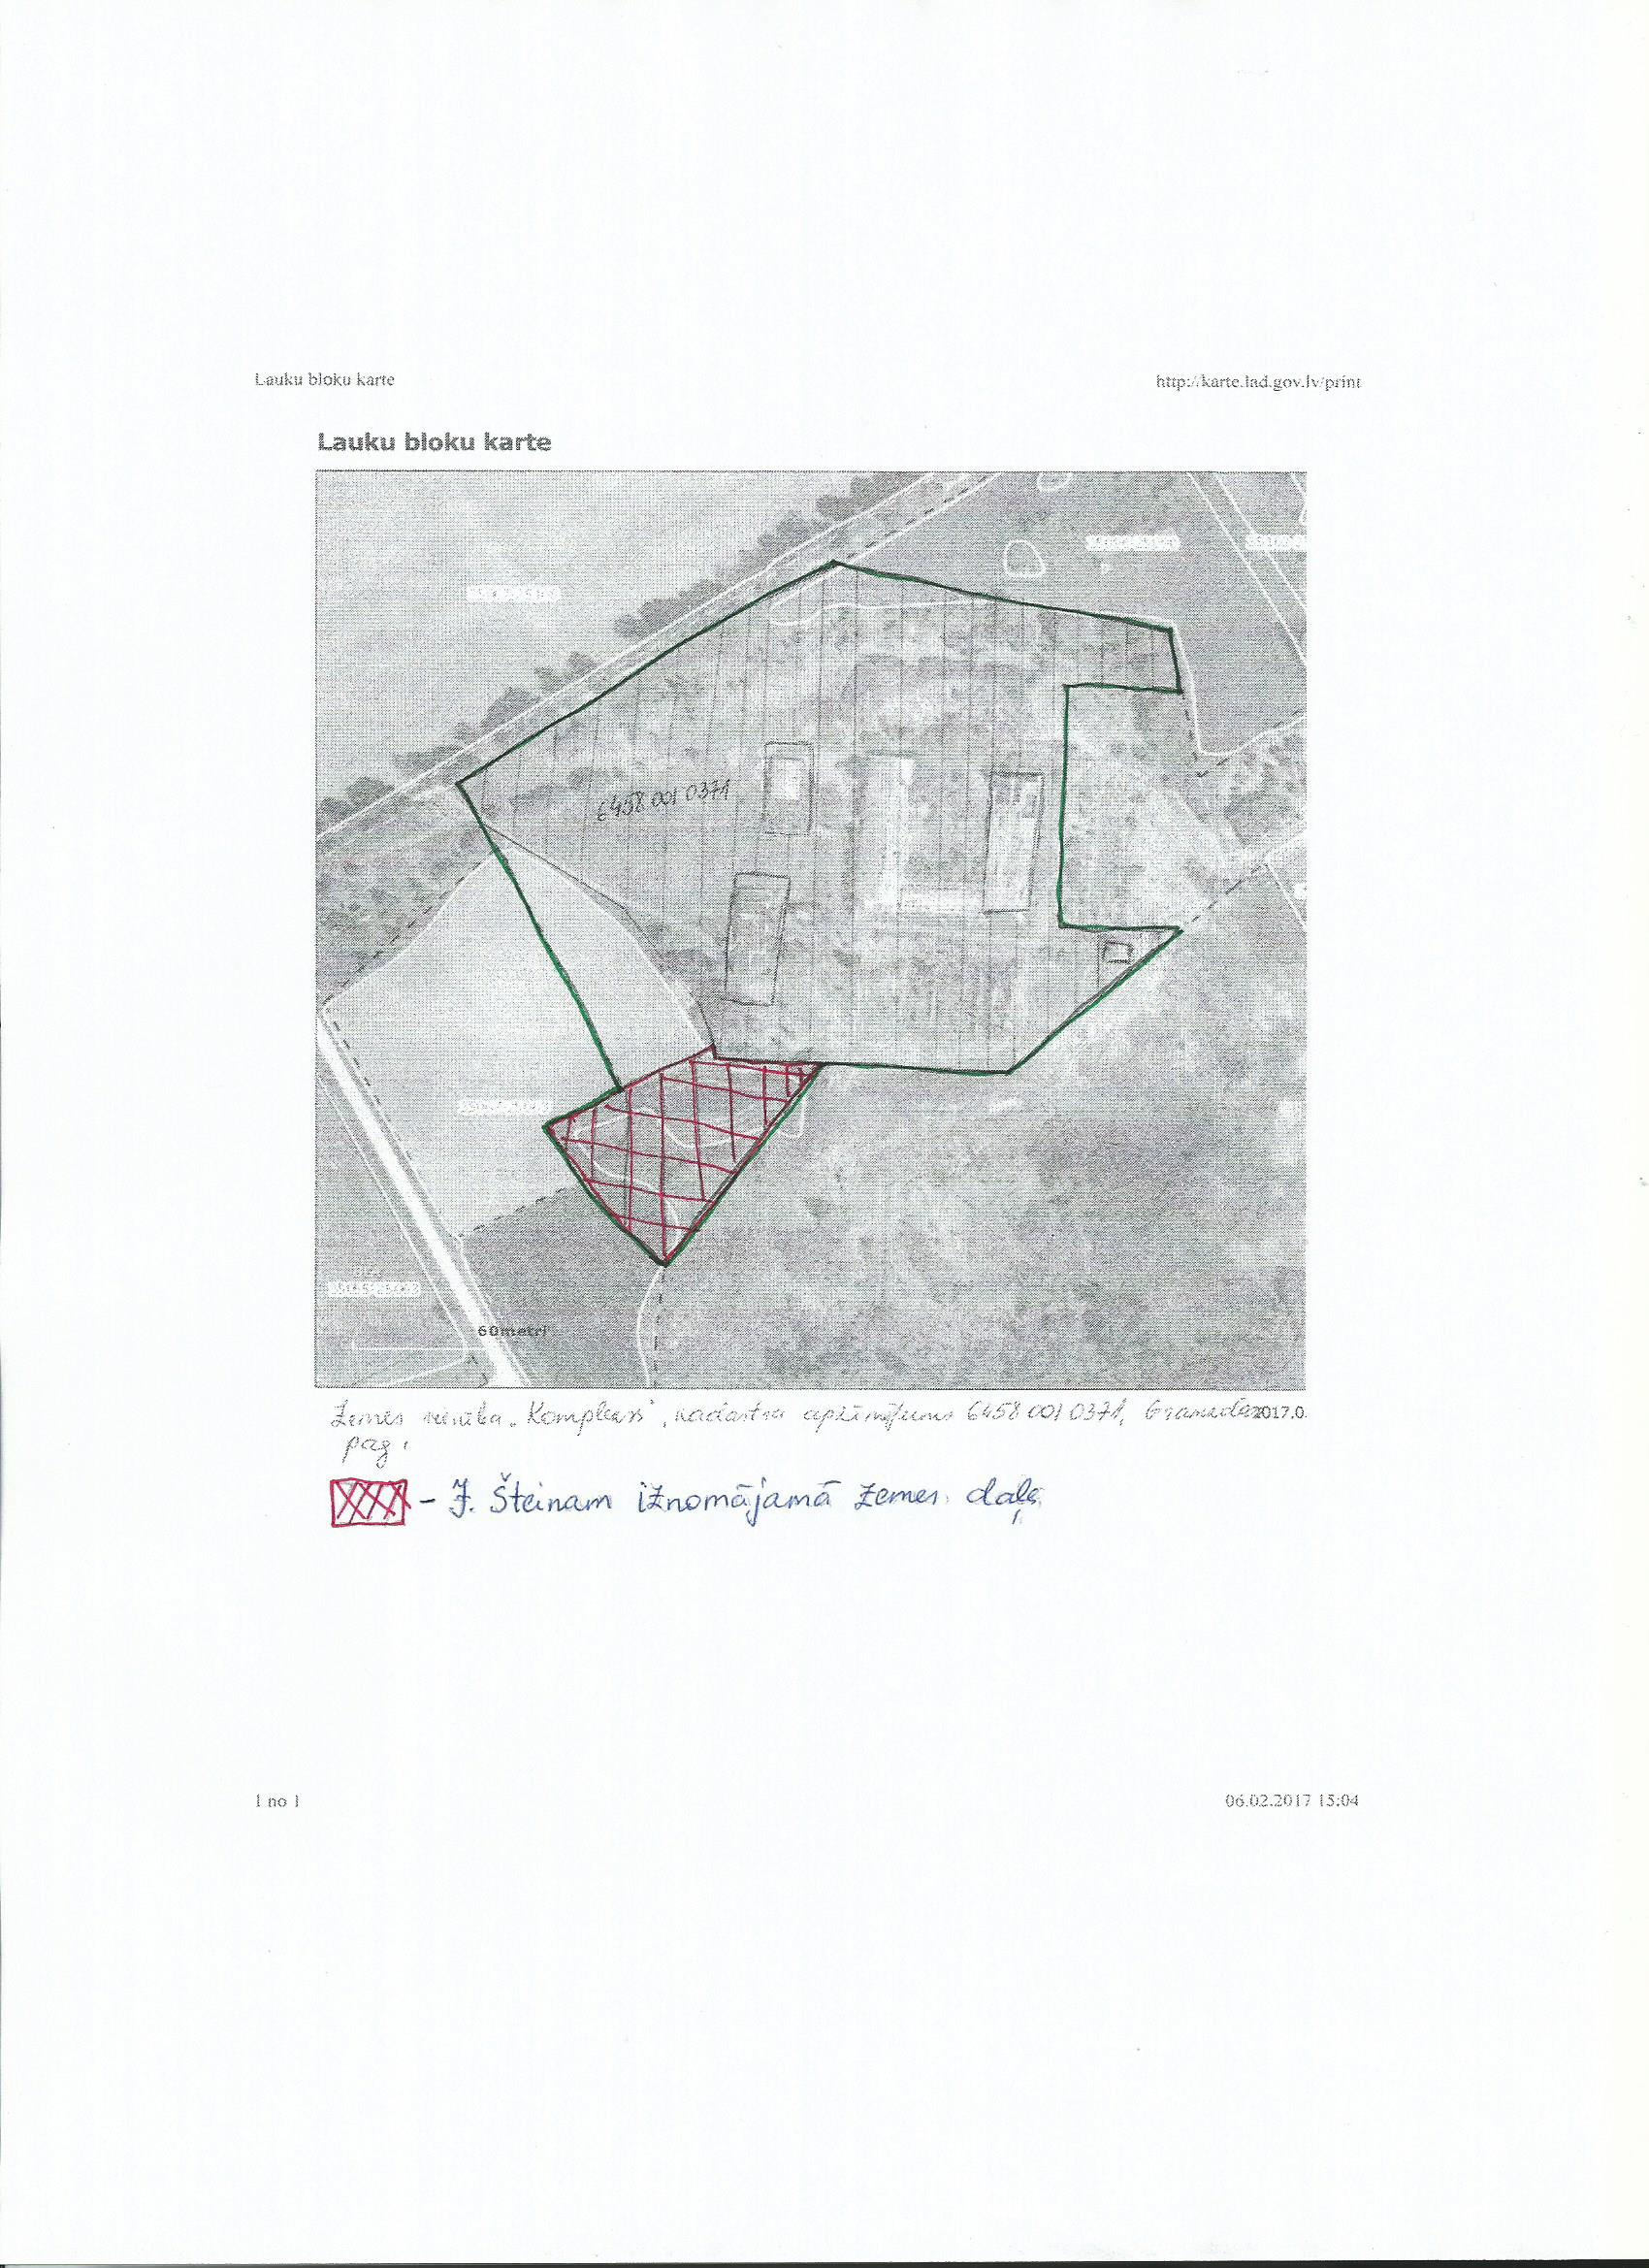 Lauku bloku karte
http://karte.lad.gov.lv/print
Lauku bloku karte
6458 001 0371
60metri
Zemes vienība „Komplekss", kadastra apzīmējums 6458 001 0371, 2017.0
pag.
- J. Šteinam iznomājamā zemes daļa
1 no 1
06.02.2017 15:04